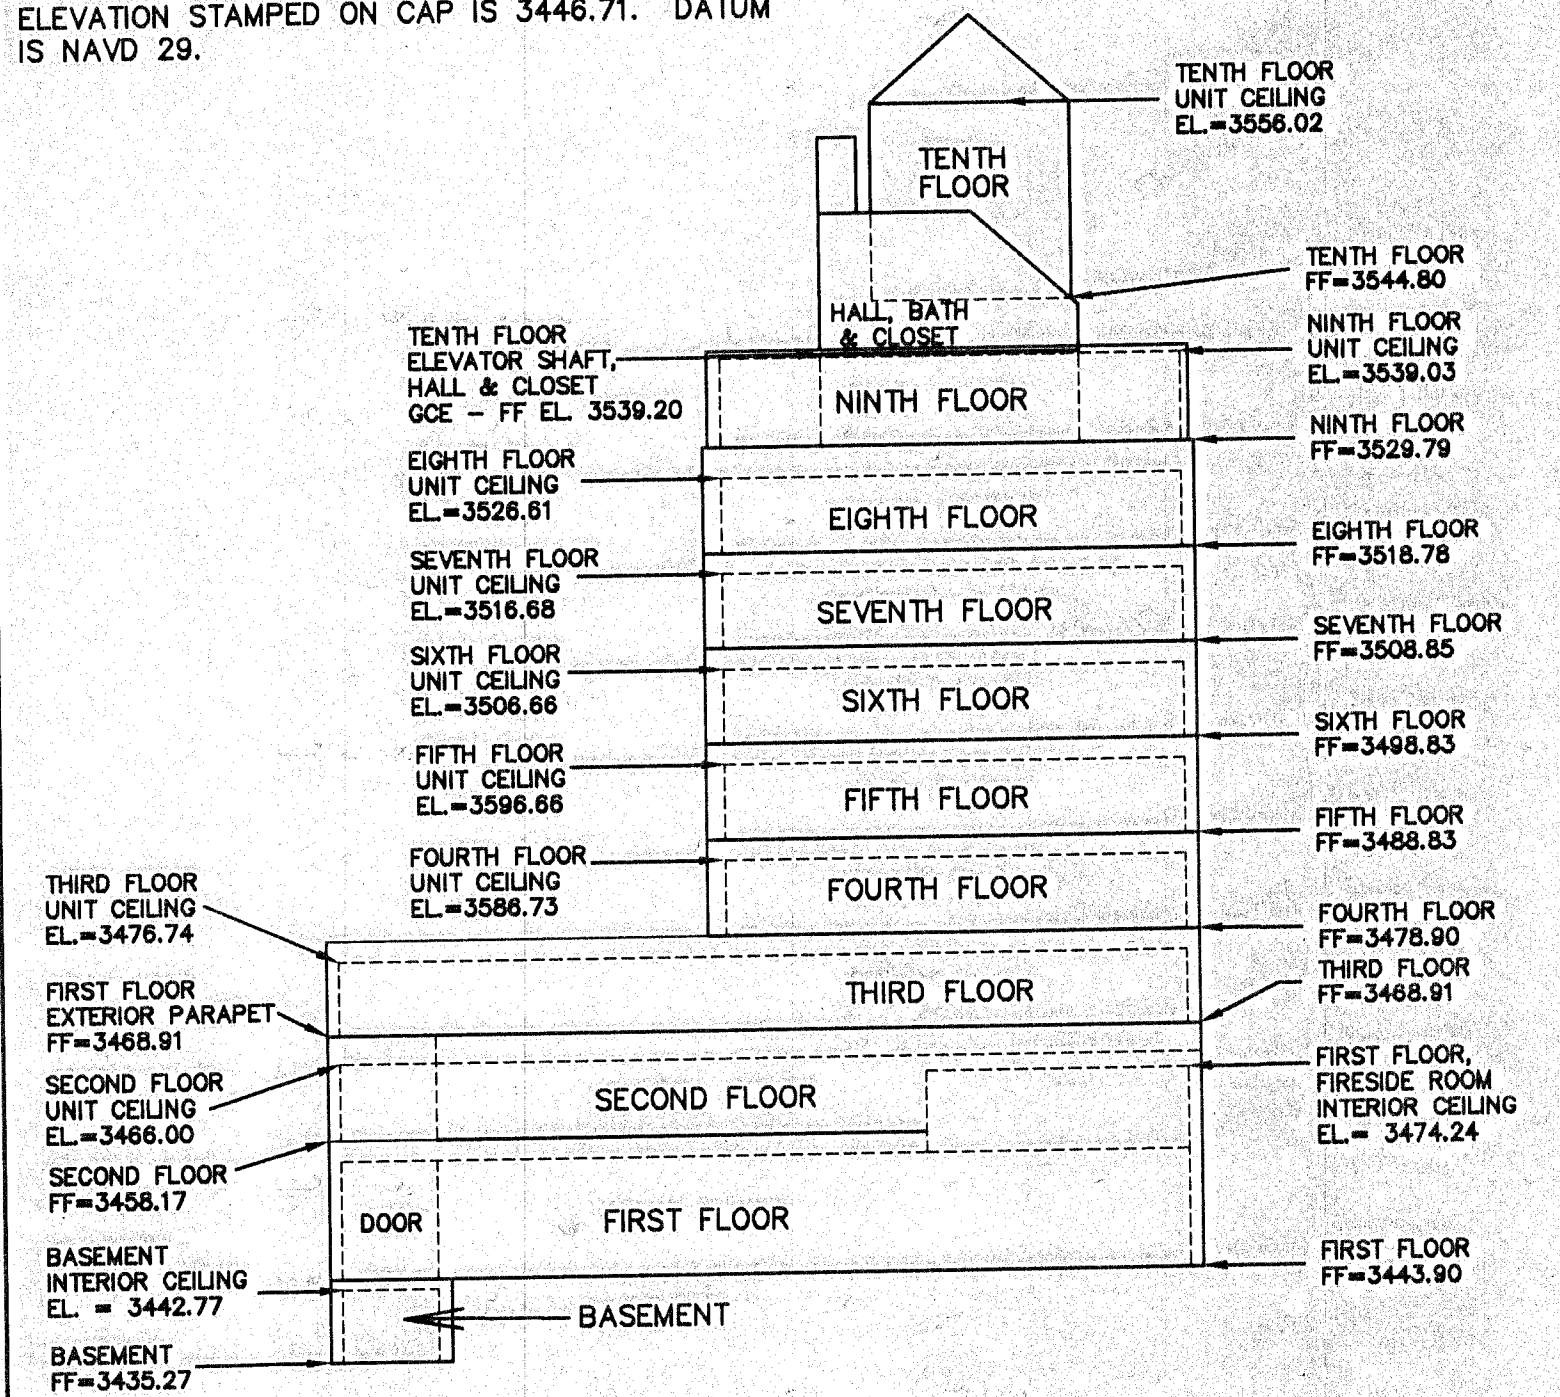 ELEVATION STAMPED ON CAP IS 3446.71. DATUM
IS NAVD 29.
TENTH FLOOR
UNIT CEILING
EL.=3556.02
TENTH
FLOOR
TENTH FLOOR
FF=3544.80
HALL, BATH
& CLOSET
NINTH FLOOR
UNIT CEILING
EL.=3539.03
TENTH FLOOR
ELEVATOR SHAFT,
HALL & CLOSET
GCE - FF EL. 3539.20
NINTH FLOOR
NINTH FLOOR
FF=3529.79
EIGHTH FLOOR
UNIT CEILING
EL.=3526.61
EIGHTH FLOOR
EIGHTH FLOOR
FF=3518.78
SEVENTH FLOOR
UNIT CEILING
EL.=3516.68
SEVENTH FLOOR
SEVENTH FLOOR
FF=3508.85
SIXTH FLOOR
UNIT CEILING
EL.=3506.66
SIXTH FLOOR
SIXTH FLOOR
FF=3498.83
FIFTH FLOOR
UNIT CEILING
EL.=3596.66
FIFTH FLOOR
FIFTH FLOOR
FF=3488.83
FOURTH FLOOR
UNIT CEILING
EL.=3586.73
FOURTH FLOOR
FOURTH FLOOR
FF=3478.90
THIRD FLOOR
UNIT CEILING
EL.=3476.74
THIRD FLOOR
THIRD FLOOR
FF=3468.91
FIRST FLOOR
EXTERIOR PARAPET
FF=3468.91
SECOND FLOOR
UNIT CEILING
EL.=3466.00
SECOND FLOOR
FIRST FLOOR,
FIRESIDE ROOM
INTERIOR CEILING
EL.= 3474.24
SECOND FLOOR
FF=3458.17
DOOR
FIRST FLOOR
BASEMENT
INTERIOR CEILING
EL. = 3442.77
FIRST FLOOR
FF=3443.90
BASEMENT
BASEMENT
FF=3435.27